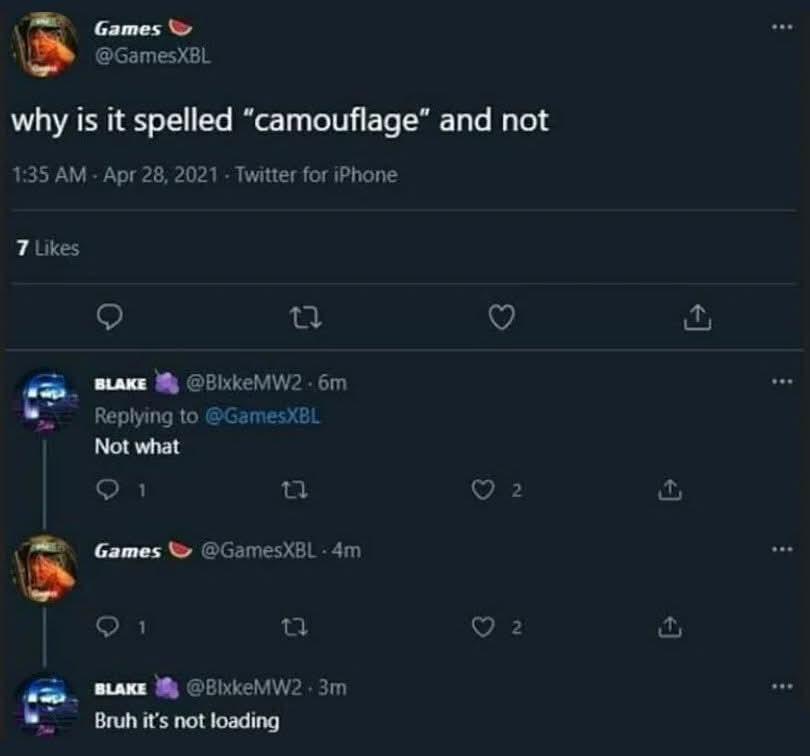 Games
@GamesXBL
why is it spelled "camouflage" and not
1:35 AM · Apr 28, 2021 · Twitter for iPhone
7 Likes
BLAKE @BlxkeMW2 · 6m
Replying to @GamesXBL
Not what
1 2
Games @GamesXBL · 4m
1 2
BLAKE @BlxkeMW2 · 3m
Bruh it's not loading